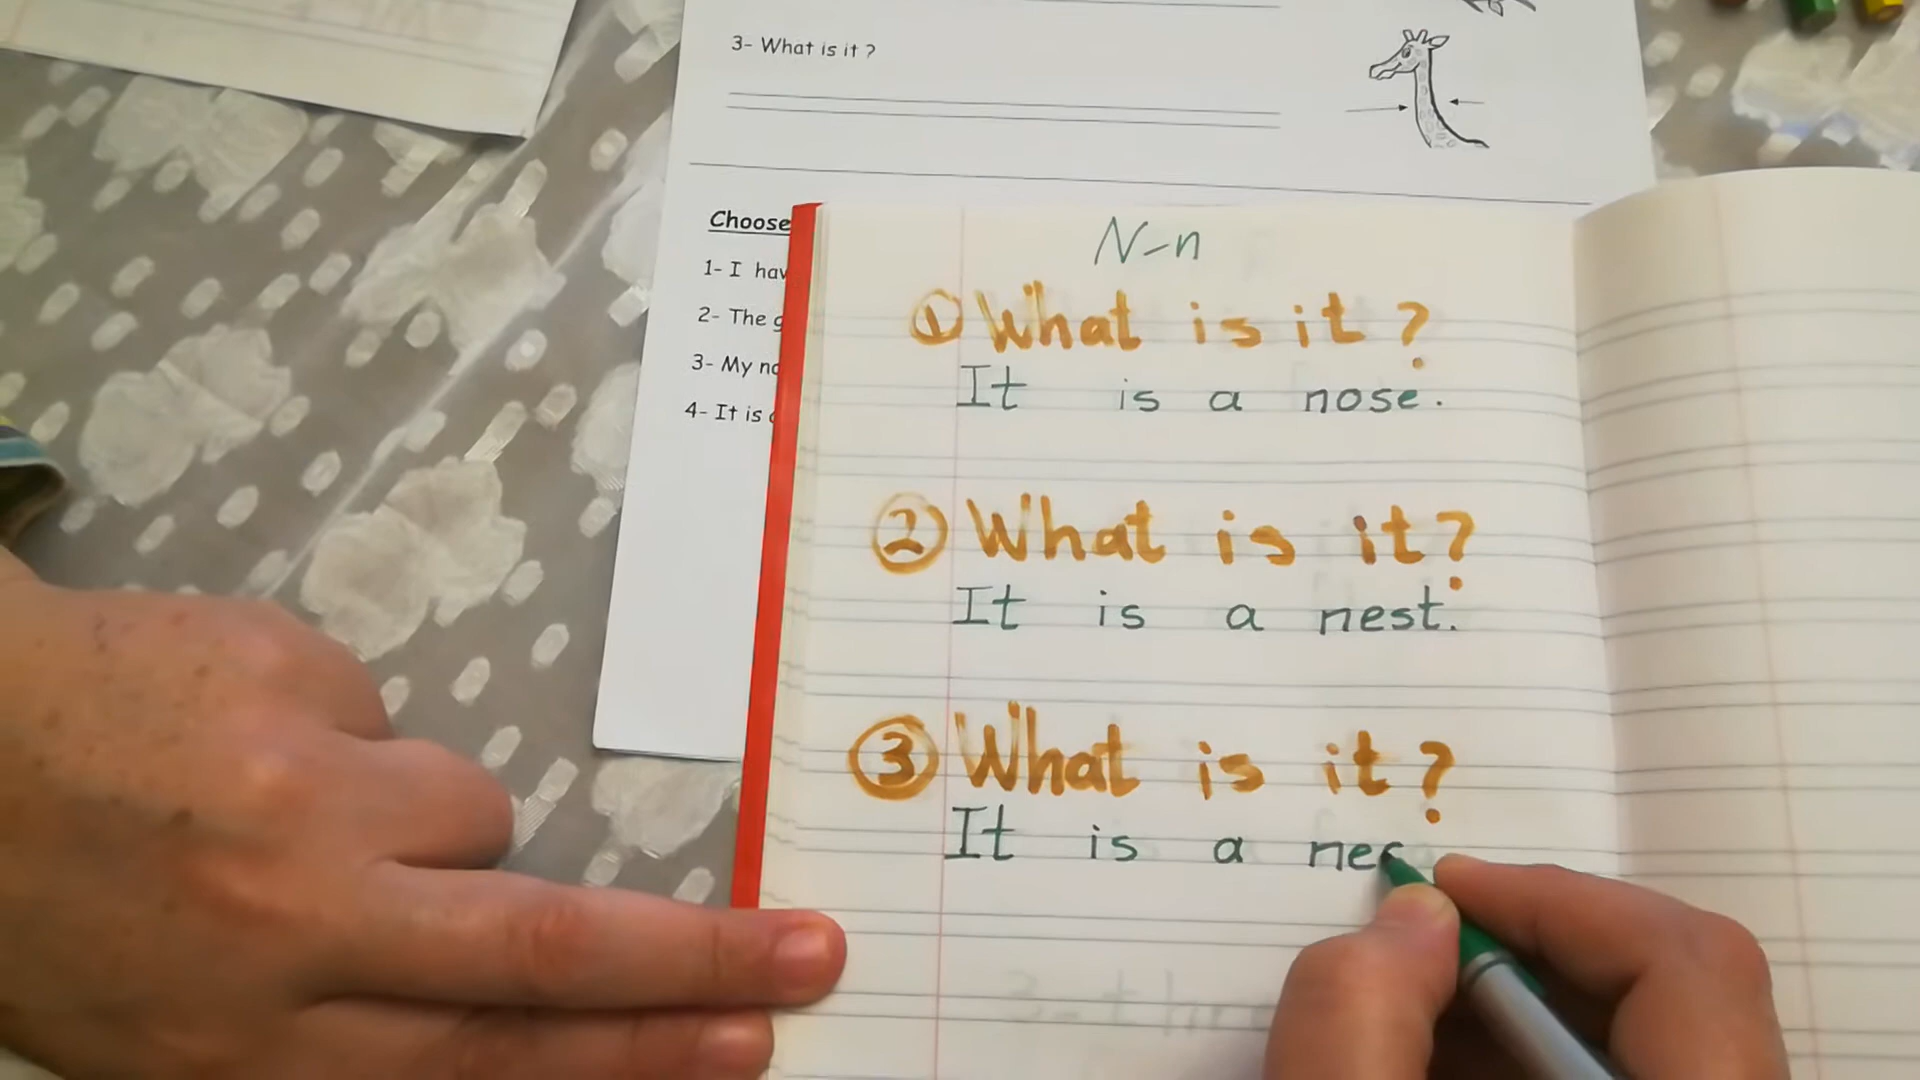 3- What is it ?
Choose
1- I hav
2- The g
3- My no
4- It is
N-n
① What is it ?
It is a nose.
② What is it?
It is a nest.
③ What is it?
It is a nec